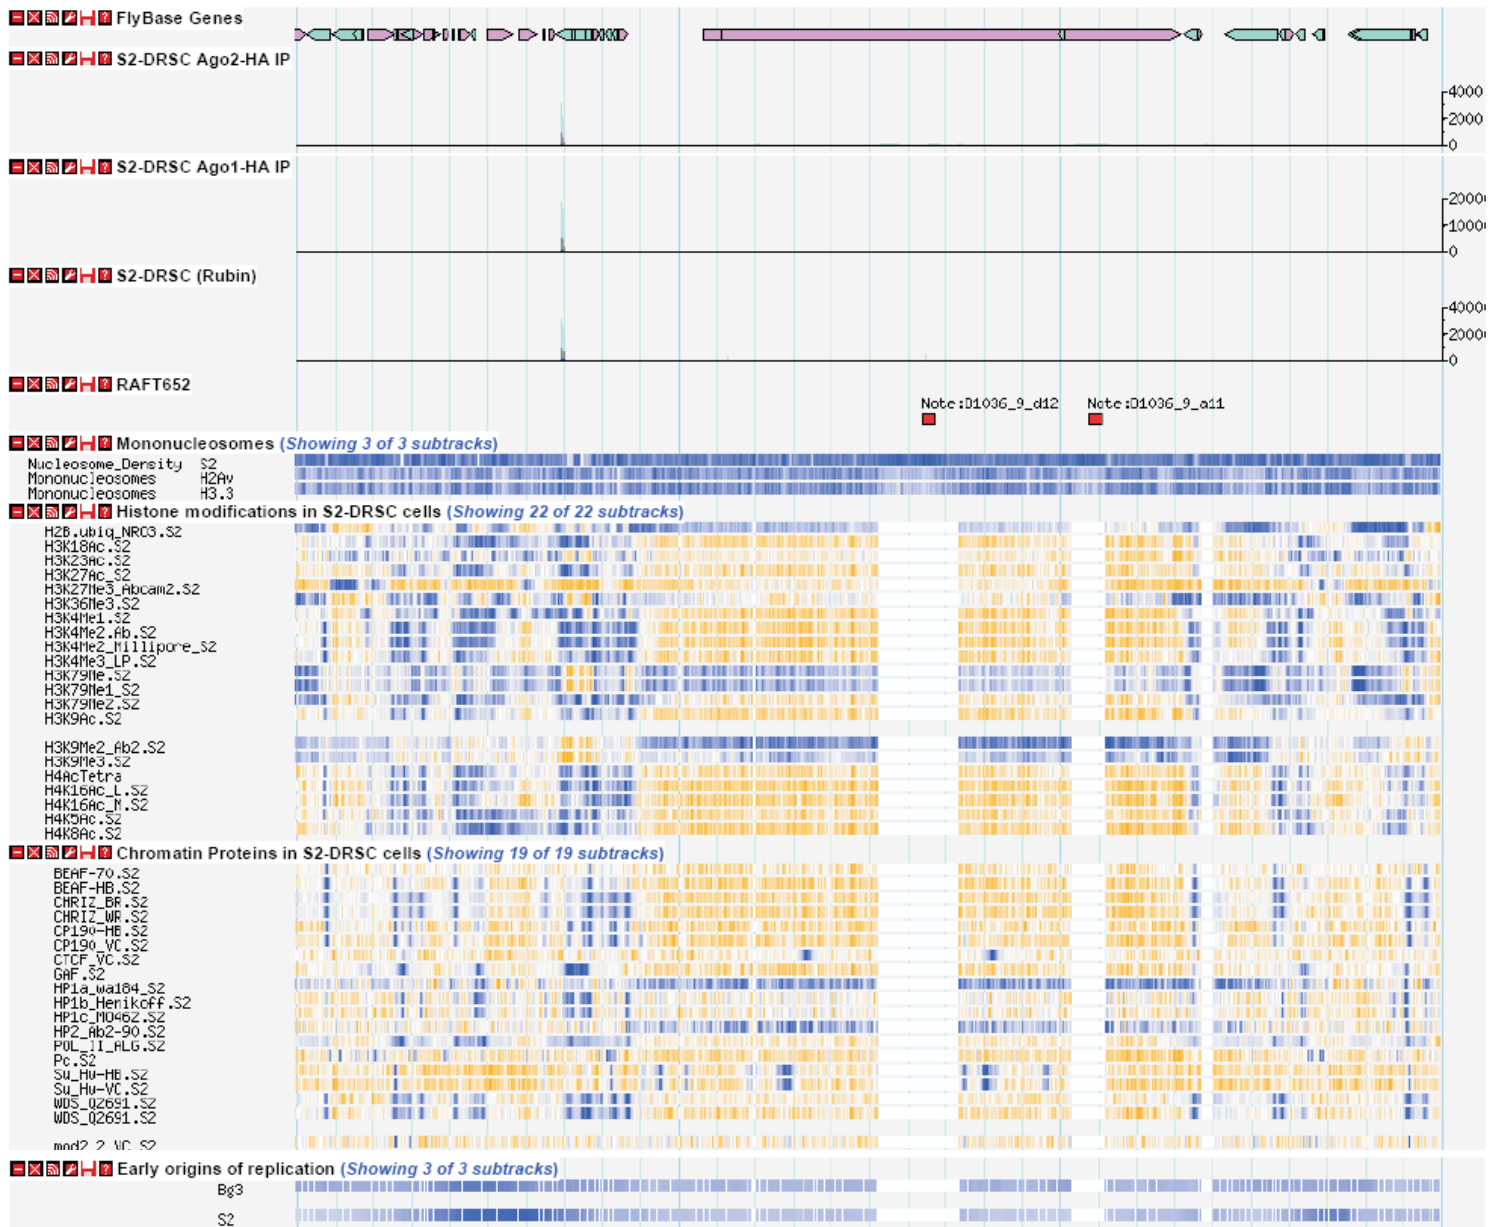 FlyBase Genes
S2-DRSC Ago2-HA IP
4000
2000
0
S2-DRSC Ago1-HA IP
2000
1000
0
S2-DRSC (Rubin)
4000
2000
0
RAFT652
Note:D1036_9_d12 Note:D1036_9_a11
Mononucleosomes (Showing 3 of 3 subtracks)
Nucleosome_Density S2
Mononucleosomes H2Av
Mononucleosomes H3.3
Histone modifications in S2-DRSC cells (Showing 22 of 22 subtracks)
H2B.ubiq_NRO3.S2
H3K18Ac.S2
H3K23Ac.S2
H3K27Ac_S2
H3K27Me3_Abcam2.S2
H3K36Me3.S2
H3K4Me1.S2
H3K4Me2.Ab.S2
H3K4Me2_Millipore_S2
H3K4Me3_LP.S2
H3K79Me.S2
H3K79Me1_S2
H3K79Me2.S2
H3K9Ac.S2
H3K9Me2_Ab2.S2
H3K9Me3.S2
H4AcTetra
H4K16Ac_L.S2
H4K16Ac_M.S2
H4K5Ac.S2
H4K8Ac.S2
Chromatin Proteins in S2-DRSC cells (Showing 19 of 19 subtracks)
BEAF-70.S2
BEAF-HB.S2
CHRIZ_BR.S2
CHRIZ_WR.S2
CP190-HB.S2
CP190_VC.S2
CTCF_VC.S2
GAF.S2
HP1a_wa184_S2
HP1b_Henikoff.S2
HP1c_MO462.S2
HP2_Ab2-90.S2
POL_II_ALG.S2
Pc.S2
Su_Hw-HB.S2
Su_Hw-VC.S2
WDS_Q2691.S2
WDS_Q2691.S2
mod2.2_VC_S2
Early origins of replication (Showing 3 of 3 subtracks)
Bg3
S2